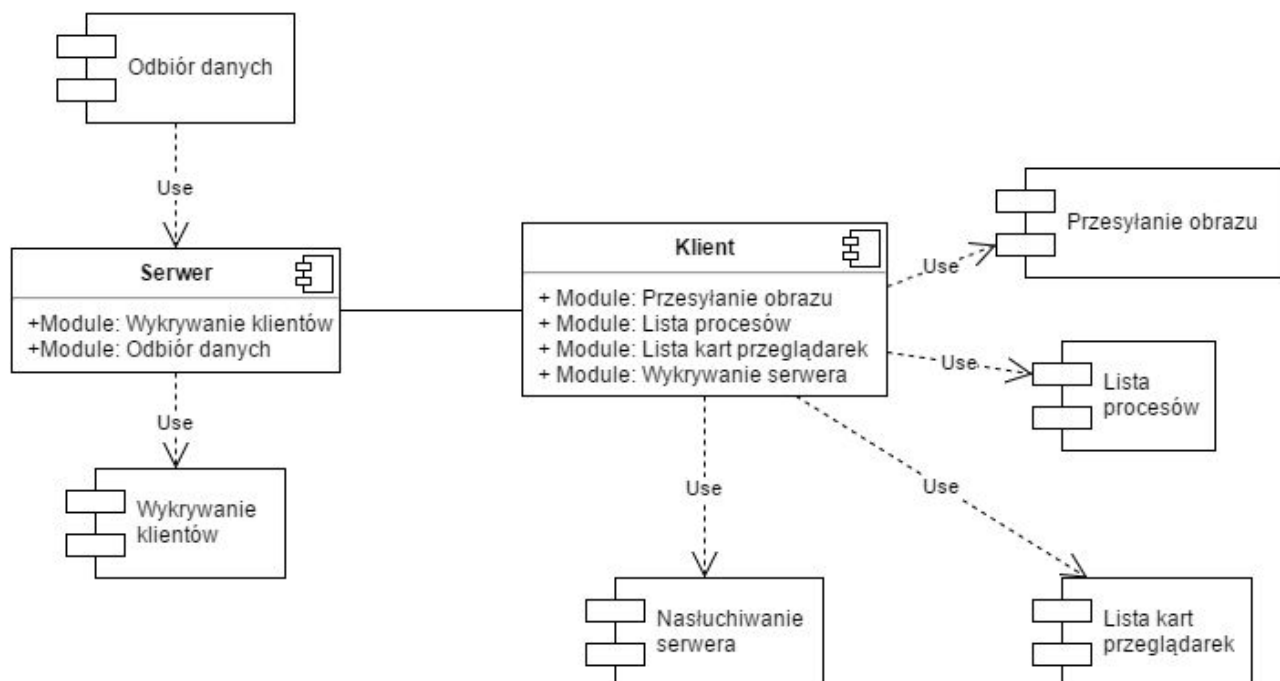 Odbiór danych
Use
Serwer
+Module: Wykrywanie klientów
+Module: Odbiór danych
Use
Wykrywanie
klientów
Klient
+ Module: Przesyłanie obrazu
+ Module: Lista procesów
+ Module: Lista kart przeglądarek
+ Module: Wykrywanie serwera
Use
Przesyłanie obrazu
Use
Lista
procesów
Use
Nasłuchiwanie
serwera
Use
Lista kart
przeglądarek